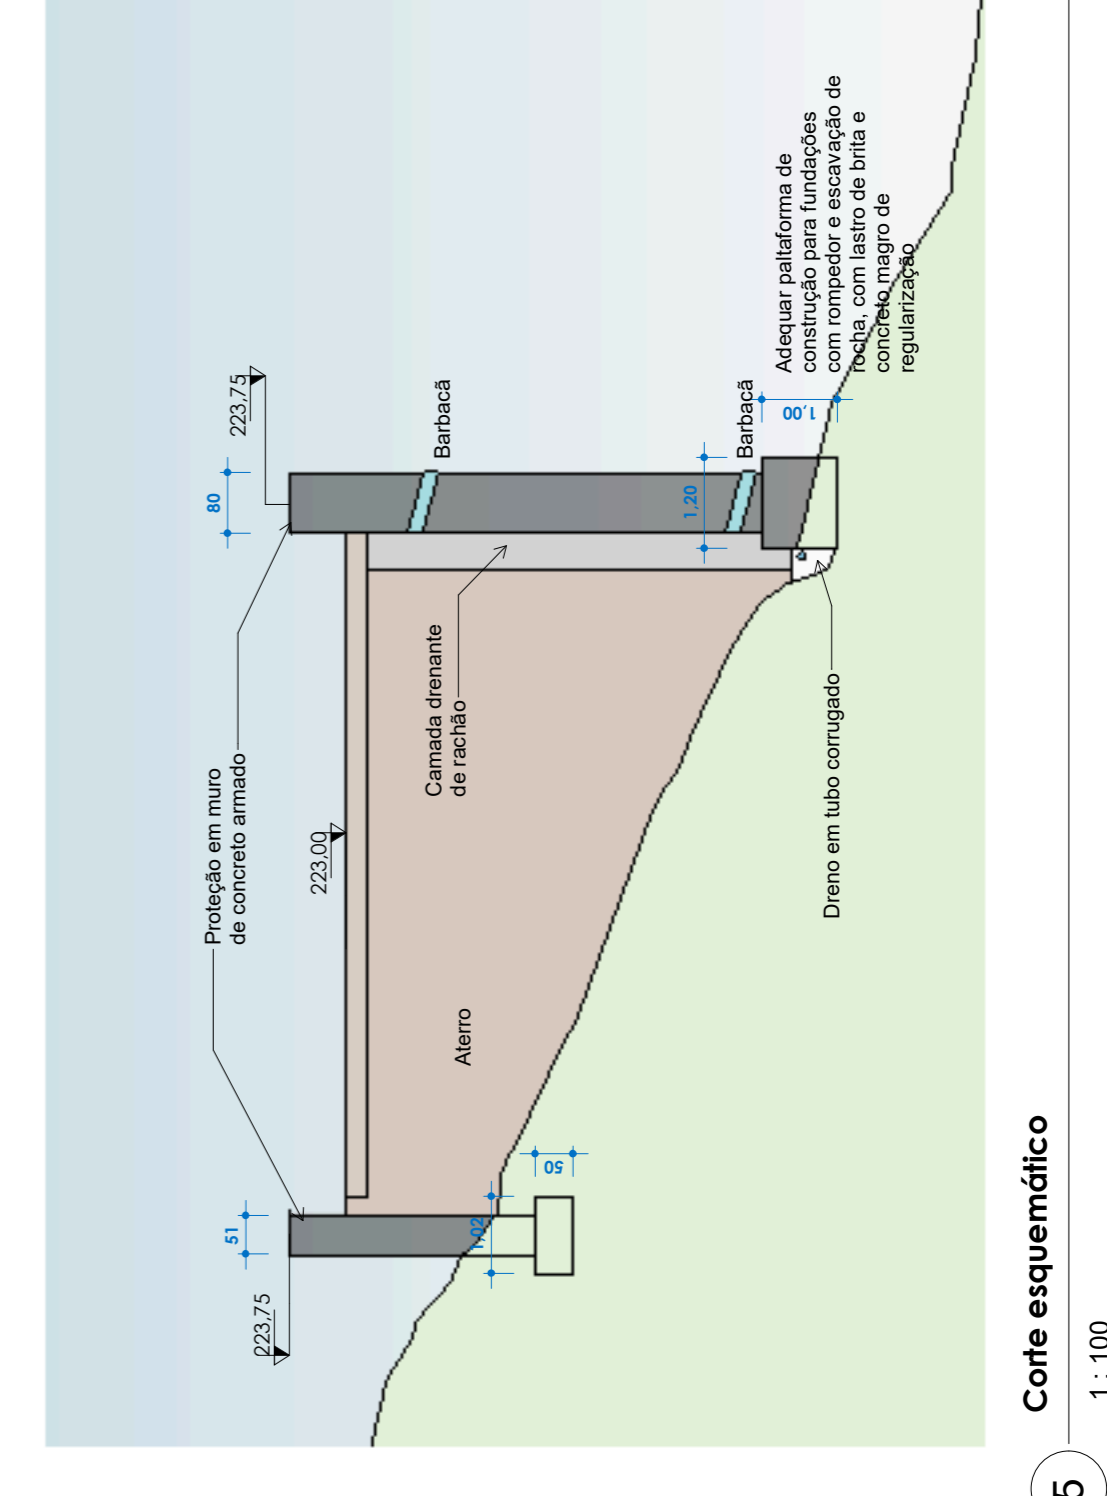 223,75
51
Proteção em muro
de concreto armado
223,00
80
223,75
Aterro
Camada drenante
de rachão
Barbacã
Barbacã
1,02
50
1,20
1,00
Dreno em tubo corrugado
Adequar paltaforma de
construção para fundações
com rompedor e escavação de
rocha, com lastro de brita e
concreto magro de
regularização
5
Corte esquemático
1 : 100